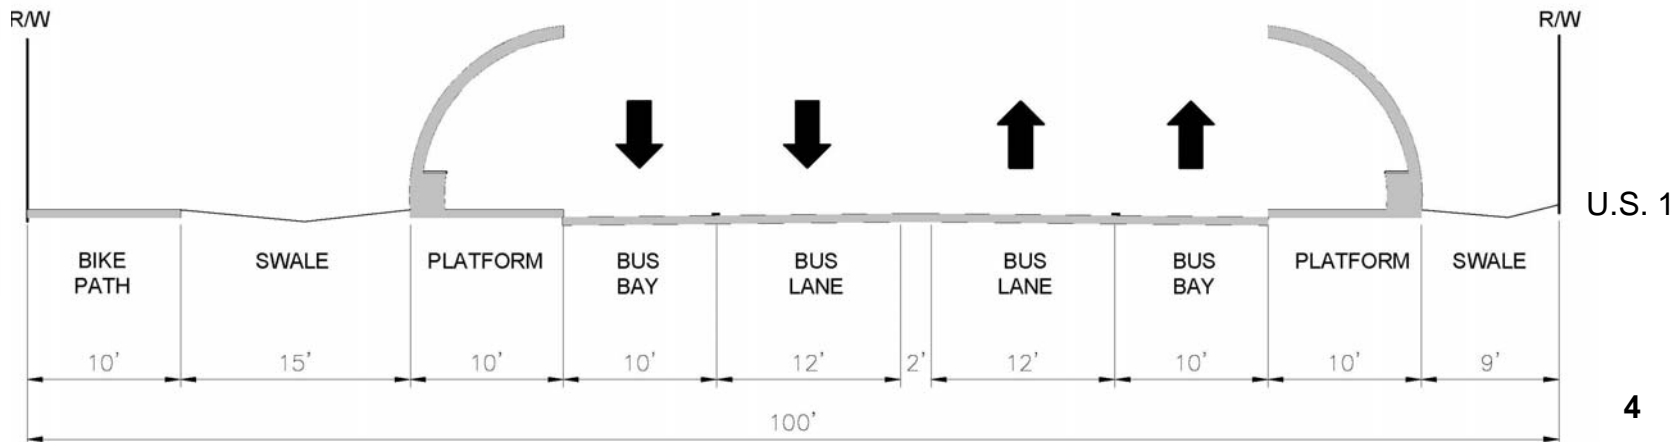 R/W
R/W
U.S. 1
BIKE
PATH
SWALE
PLATFORM
BUS
BAY
BUS
LANE
BUS
LANE
BUS
BAY
PLATFORM
SWALE
10'
15'
10'
10'
12'
2'
12'
10'
10'
9'
100'
4